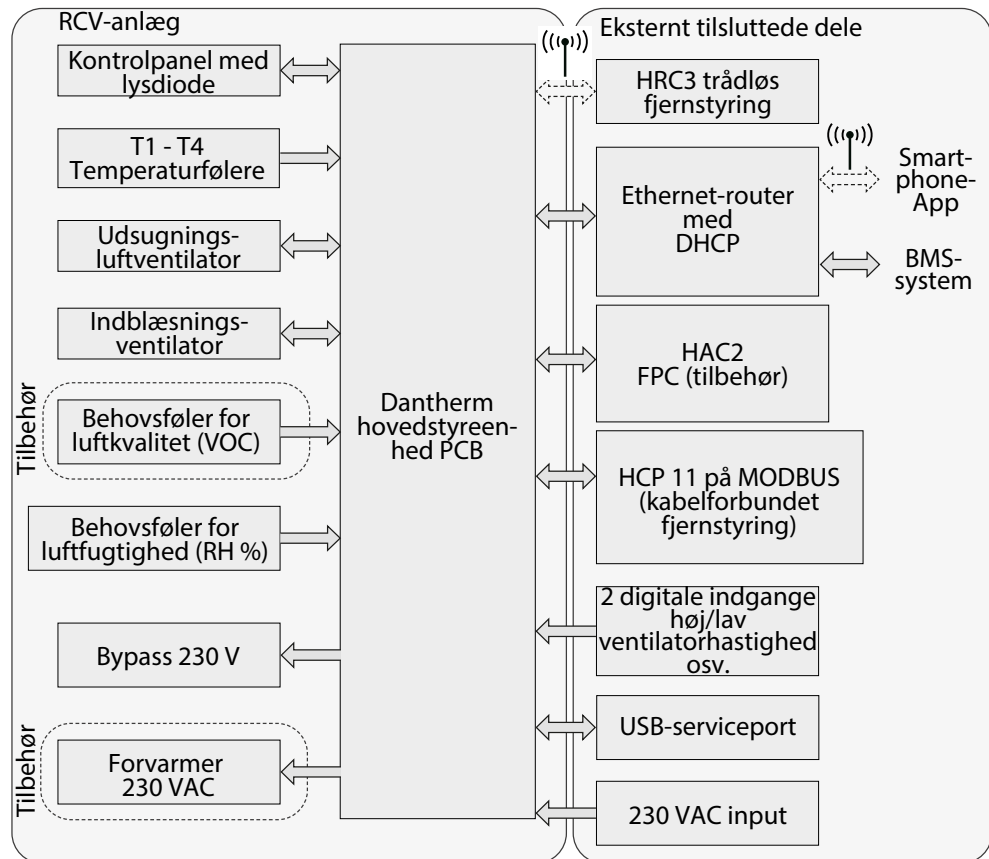 RCV-anlæg
Kontrolpanel med
lysdiode
T1 - T4
Temperaturfølere
Udsugnings-
luftventilator
Indblæsnings-
ventilator
Tilbehør
Behovsføler for
luftkvalitet (VOC)
Behovsføler for
luftfugtighed (RH %)
Bypass 230 V
Tilbehør
Forvarmer
230 VAC
Dantherm
hovedstyreen-
hed PCB
Eksternt tilsluttede dele
HRC3 trådløs
fjernstyring
Ethernet-router
med
DHCP
Smart-
phone-
App
BMS-
system
HAC2
FPC (tilbehør)
HCP 11 på MODBUS
(kabelforbundet
fjernstyring)
2 digitale indgange
høj/lav
ventilatorhastighed
osv.
USB-serviceport
230 VAC input